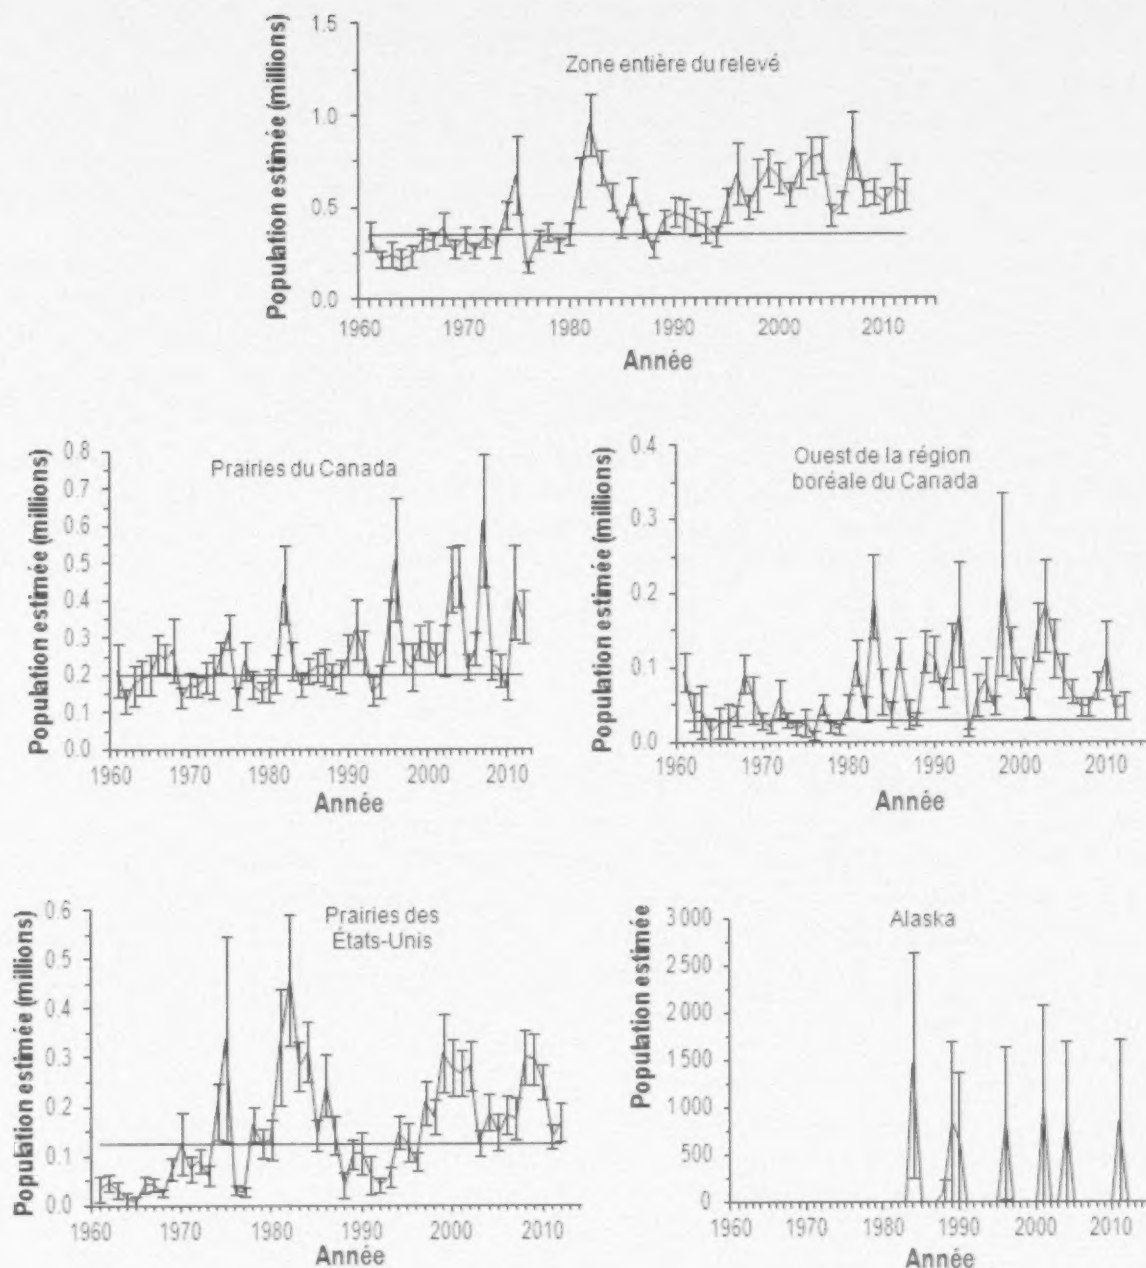 Zone entière du relevé
Population estimée (millions)
1.5
1.0
0.5
0.0
1960 1970 1980 1990 2000 2010
Année
Prairies du Canada
Population estimée (millions)
0.8
0.7
0.6
0.5
0.4
0.3
0.2
0.1
0.0
1960 1970 1980 1990 2000 2010
Année
Ouest de la région
boréale du Canada
Population estimée (millions)
0.4
0.3
0.2
0.1
0.0
1960 1970 1980 1990 2000 2010
Année
Prairies des
États-Unis
Population estimée (millions)
0.6
0.5
0.4
0.3
0.2
0.1
0.0
1960 1970 1980 1990 2000 2010
Année
Alaska
Population estimée
3 000
2 500
2 000
1 500
1 000
500
0
1960 1970 1980 1990 2000 2010
Année